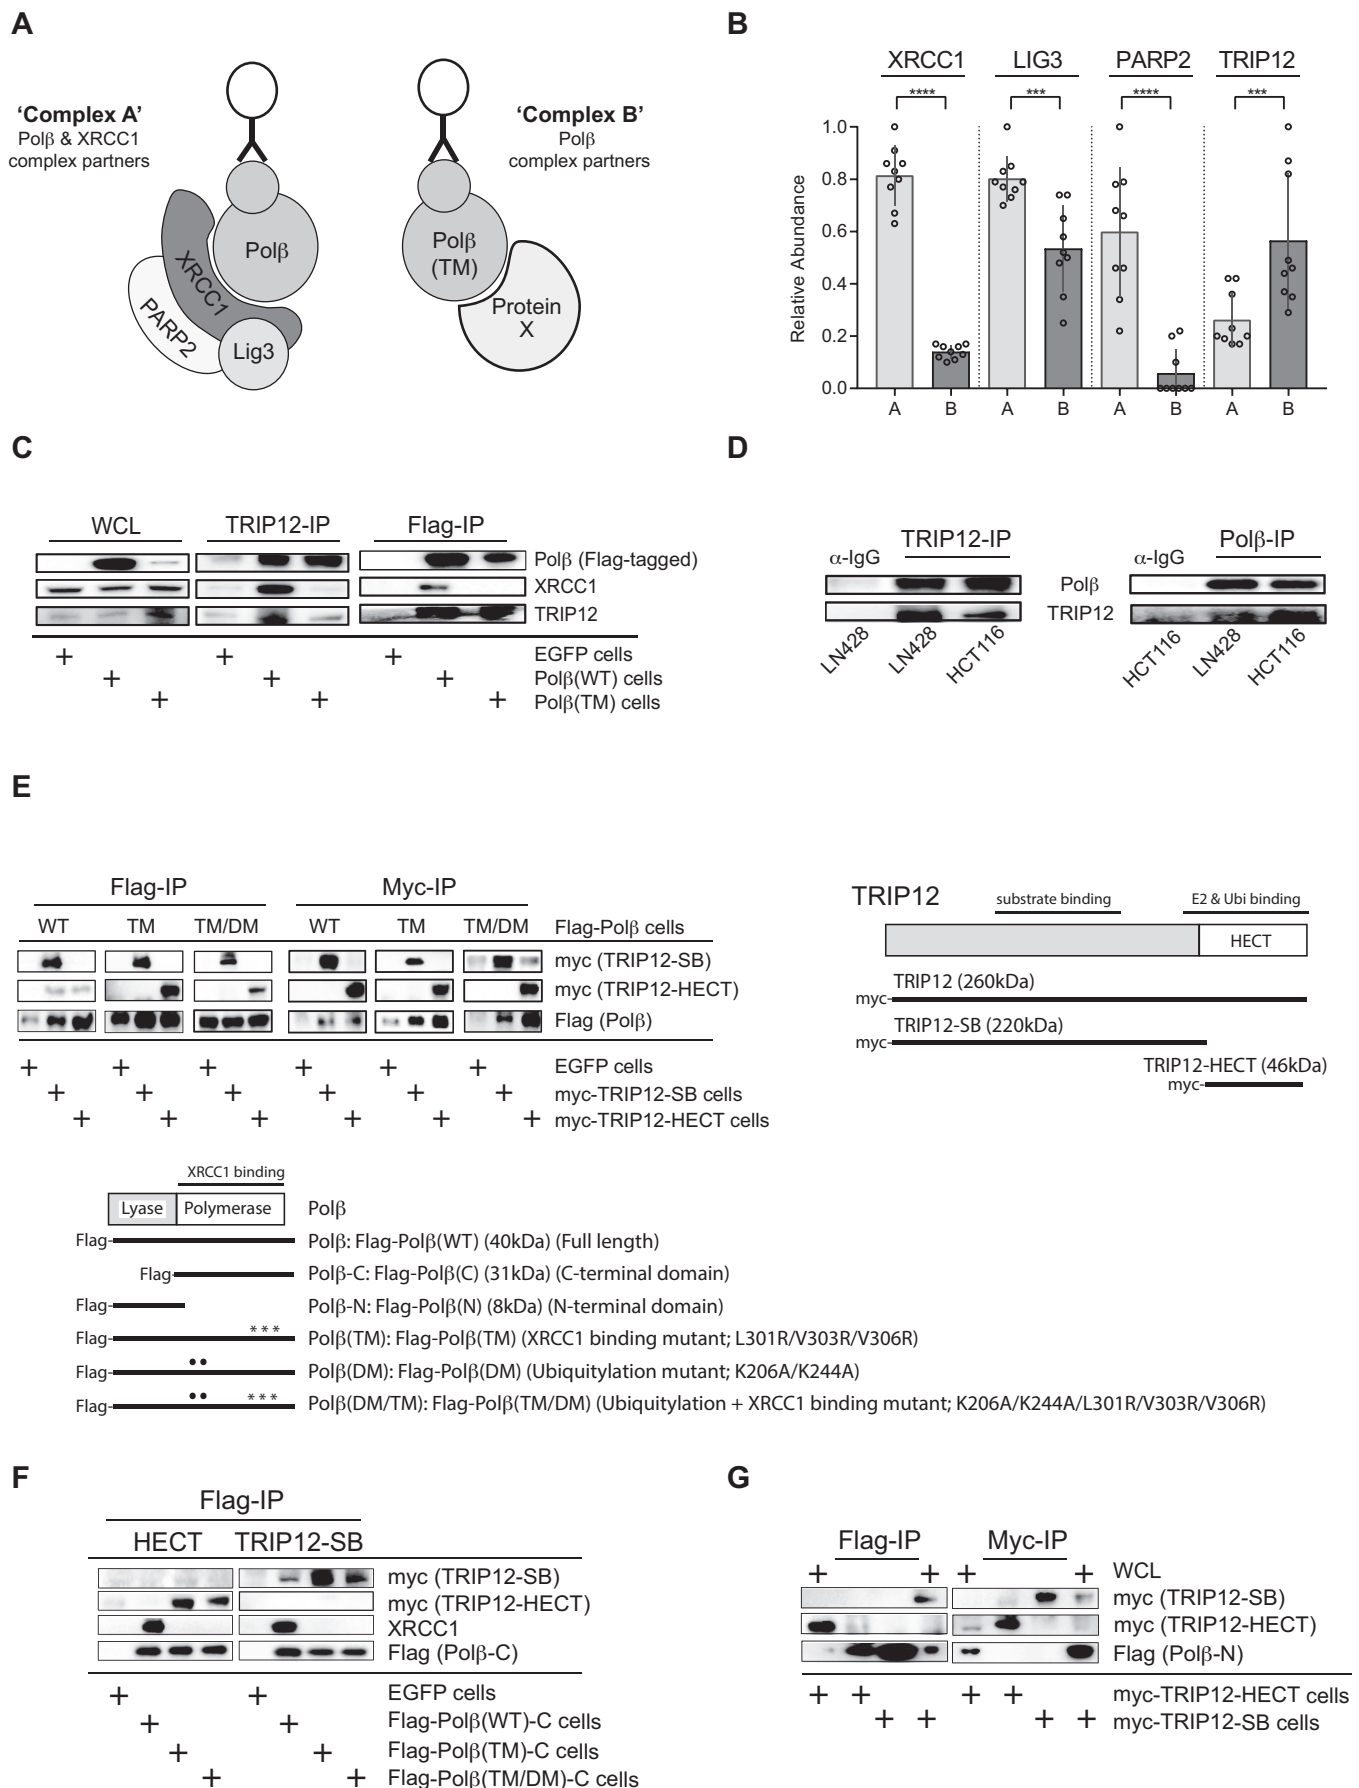 A
'Complex A'
Polβ & XRCC1
complex partners
Polβ
XRCC1
PARP2
Lig3
'Complex B'
Polβ
complex partners
Polβ
(TM)
Protein
X
B
XRCC1 LIG3 PARP2 TRIP12
**** *** **** ***
Relative Abundance
1.0
0.8
0.6
0.4
0.2
0.0
A B A B A B A B
C
WCL TRIP12-IP Flag-IP
Polβ (Flag-tagged)
XRCC1
TRIP12
+ + + EGFP cells
+ + + Polβ(WT) cells
+ + + Polβ(TM) cells
D
α-IgG TRIP12-IP
α-IgG Polβ-IP
Polβ
TRIP12
LN428 LN428 HCT116
HCT116 LN428 HCT116
E
Flag-IP Myc-IP
WT TM TM/DM WT TM TM/DM Flag-Polβ cells
myc (TRIP12-SB)
myc (TRIP12-HECT)
Flag (Polβ)
+ + + + + + EGFP cells
+ + + + + + myc-TRIP12-SB cells
+ + + + + + myc-TRIP12-HECT cells
TRIP12
substrate binding E2 & Ubi binding
HECT
TRIP12 (260kDa)
myc-
TRIP12-SB (220kDa)
myc-
TRIP12-HECT (46kDa)
myc-
XRCC1 binding
Lyase Polymerase Polβ
Flag- Polβ: Flag-Polβ(WT) (40kDa) (Full length)
Flag- Polβ-C: Flag-Polβ(C) (31kDa) (C-terminal domain)
Flag- Polβ-N: Flag-Polβ(N) (8kDa) (N-terminal domain)
***
Flag- Polβ(TM): Flag-Polβ(TM) (XRCC1 binding mutant; L301R/V303R/V306R)
••
Flag- Polβ(DM): Flag-Polβ(DM) (Ubiquitylation mutant; K206A/K244A)
•• ***
Flag- Polβ(DM/TM): Flag-Polβ(TM/DM) (Ubiquitylation + XRCC1 binding mutant; K206A/K244A/L301R/V303R/V306R)
F
Flag-IP
HECT TRIP12-SB
myc (TRIP12-SB)
myc (TRIP12-HECT)
XRCC1
Flag (Polβ-C)
+ + EGFP cells
+ + Flag-Polβ(WT)-C cells
+ + Flag-Polβ(TM)-C cells
+ + Flag-Polβ(TM/DM)-C cells
G
Flag-IP Myc-IP
+ + + + WCL
myc (TRIP12-SB)
myc (TRIP12-HECT)
Flag (Polβ-N)
+ + + + myc-TRIP12-HECT cells
+ + + + myc-TRIP12-SB cells